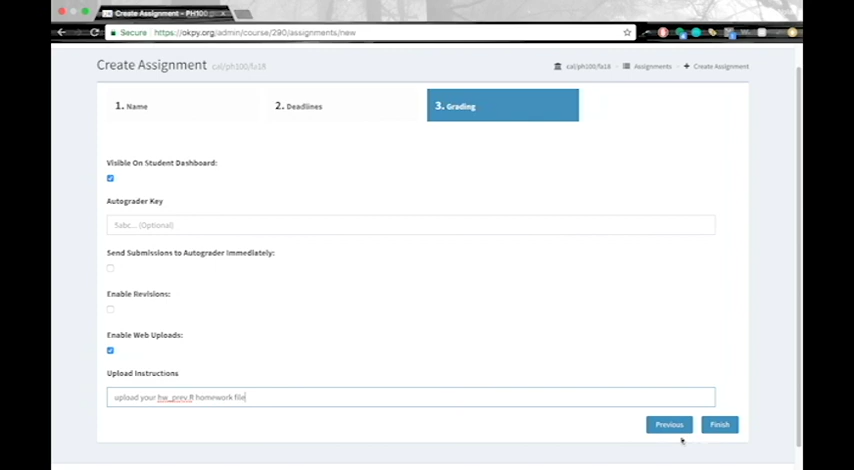 Create Assignment - PH100
Secure https://okpy.org/admin/course/290/assignments/new
Create Assignment cal/ph100/fa18
cal/ph100/fa18 Assignments Create Assignment
1. Name 2. Deadlines 3. Grading
Visible On Student Dashboard:
Autograder Key
5abc... (Optional)
Send Submissions to Autograder Immediately:
Enable Revisions:
Enable Web Uploads:
Upload Instructions
upload your hw_prev.R homework file
Previous Finish